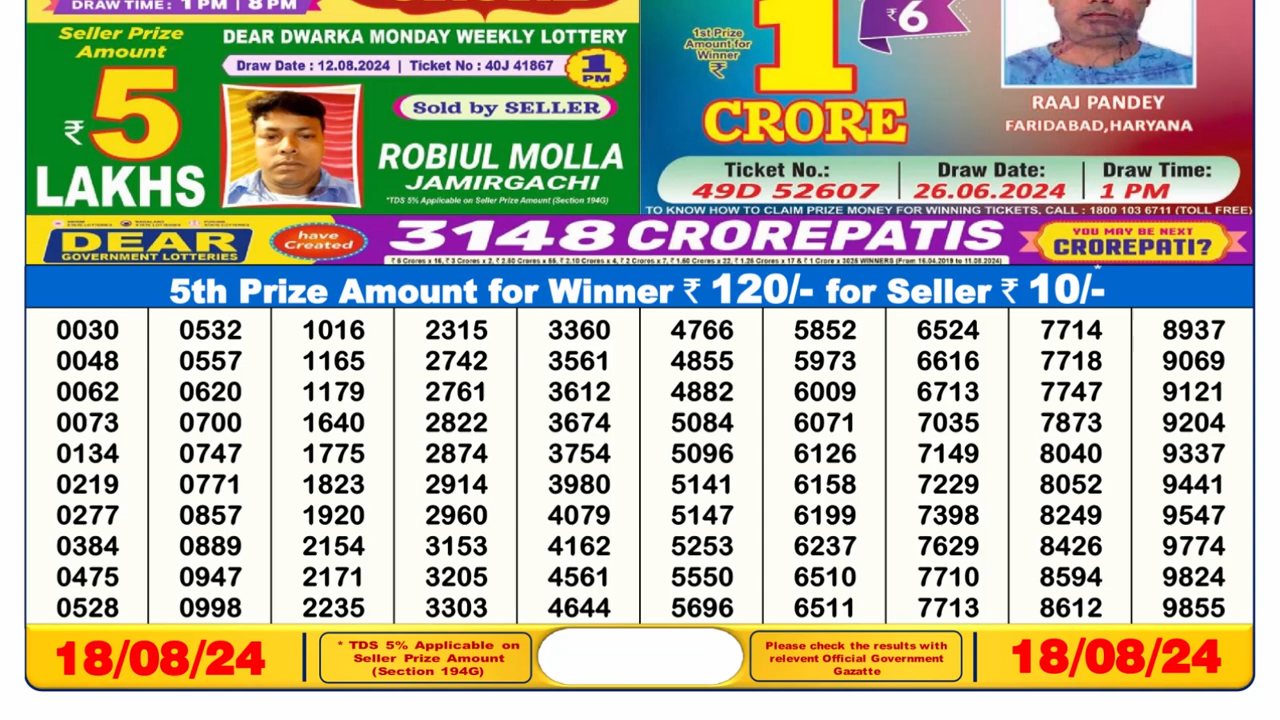 DRAW TIME: 1 PM | 8 PM
Seller Prize
Amount
₹5
LAKHS
DEAR DWARKA MONDAY WEEKLY LOTTERY
Draw Date : 12.08.2024 | Ticket No : 40J 41867
1
PM
Sold by SELLER
ROBIUL MOLLA
JAMIRGACHI
*TDS 5% Applicable on Seller Prize Amount (Section 194G)
₹6
1st Prize
Amount for
Winner
₹
1
CRORE
RAAJ PANDEY
FARIDABAD,HARYANA
Ticket No.: Draw Date: Draw Time:
49D 52607 26.06.2024 1 PM
TO KNOW HOW TO CLAIM PRIZE MONEY FOR WINNING TICKETS, CALL : 1800 103 6711 (TOLL FREE)
DEAR
GOVERNMENT LOTTERIES
have
Created
3148 CROREPATIS
YOU MAY BE NEXT
CROREPATI?
5th Prize Amount for Winner ₹ 120/- for Seller ₹ 10/-*
0030 0532 1016 2315 3360 4766 5852 6524 7714 8937
0048 0557 1165 2742 3561 4855 5973 6616 7718 9069
0062 0620 1179 2761 3612 4882 6009 6713 7747 9121
0073 0700 1640 2822 3674 5084 6071 7035 7873 9204
0134 0747 1775 2874 3754 5096 6126 7149 8040 9337
0219 0771 1823 2914 3980 5141 6158 7229 8052 9441
0277 0857 1920 2960 4079 5147 6199 7398 8249 9547
0384 0889 2154 3153 4162 5253 6237 7629 8426 9774
0475 0947 2171 3205 4561 5550 6510 7710 8594 9824
0528 0998 2235 3303 4644 5696 6511 7713 8612 9855
18/08/24
* TDS 5% Applicable on
Seller Prize Amount
(Section 194G)
Please check the results with
relevent Official Government
Gazatte
18/08/24